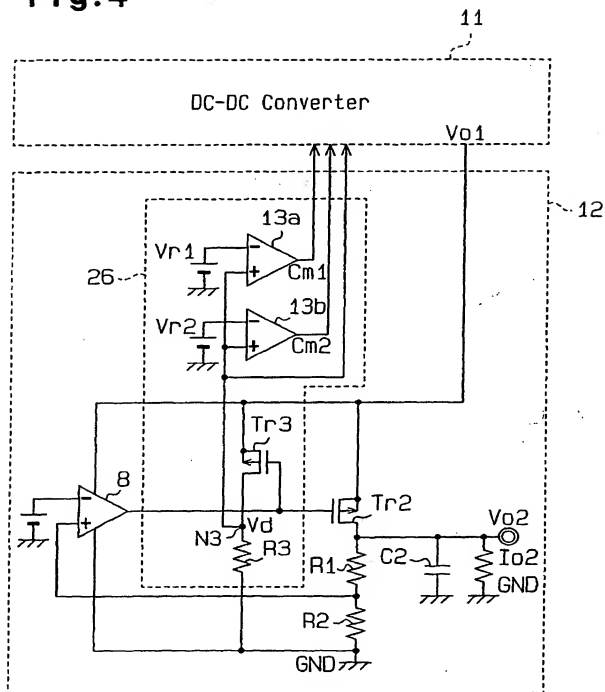 Fig.4
11
DC-DC Converter
Vo1
12
13a
Vr1
-
+
Cm1
26
13b
Vr2
-
+
Cm2
Tr3
8
-
+
Tr2
Vo2
N3
Vd
R3
R1
C2
Io2
GND
R2
GND